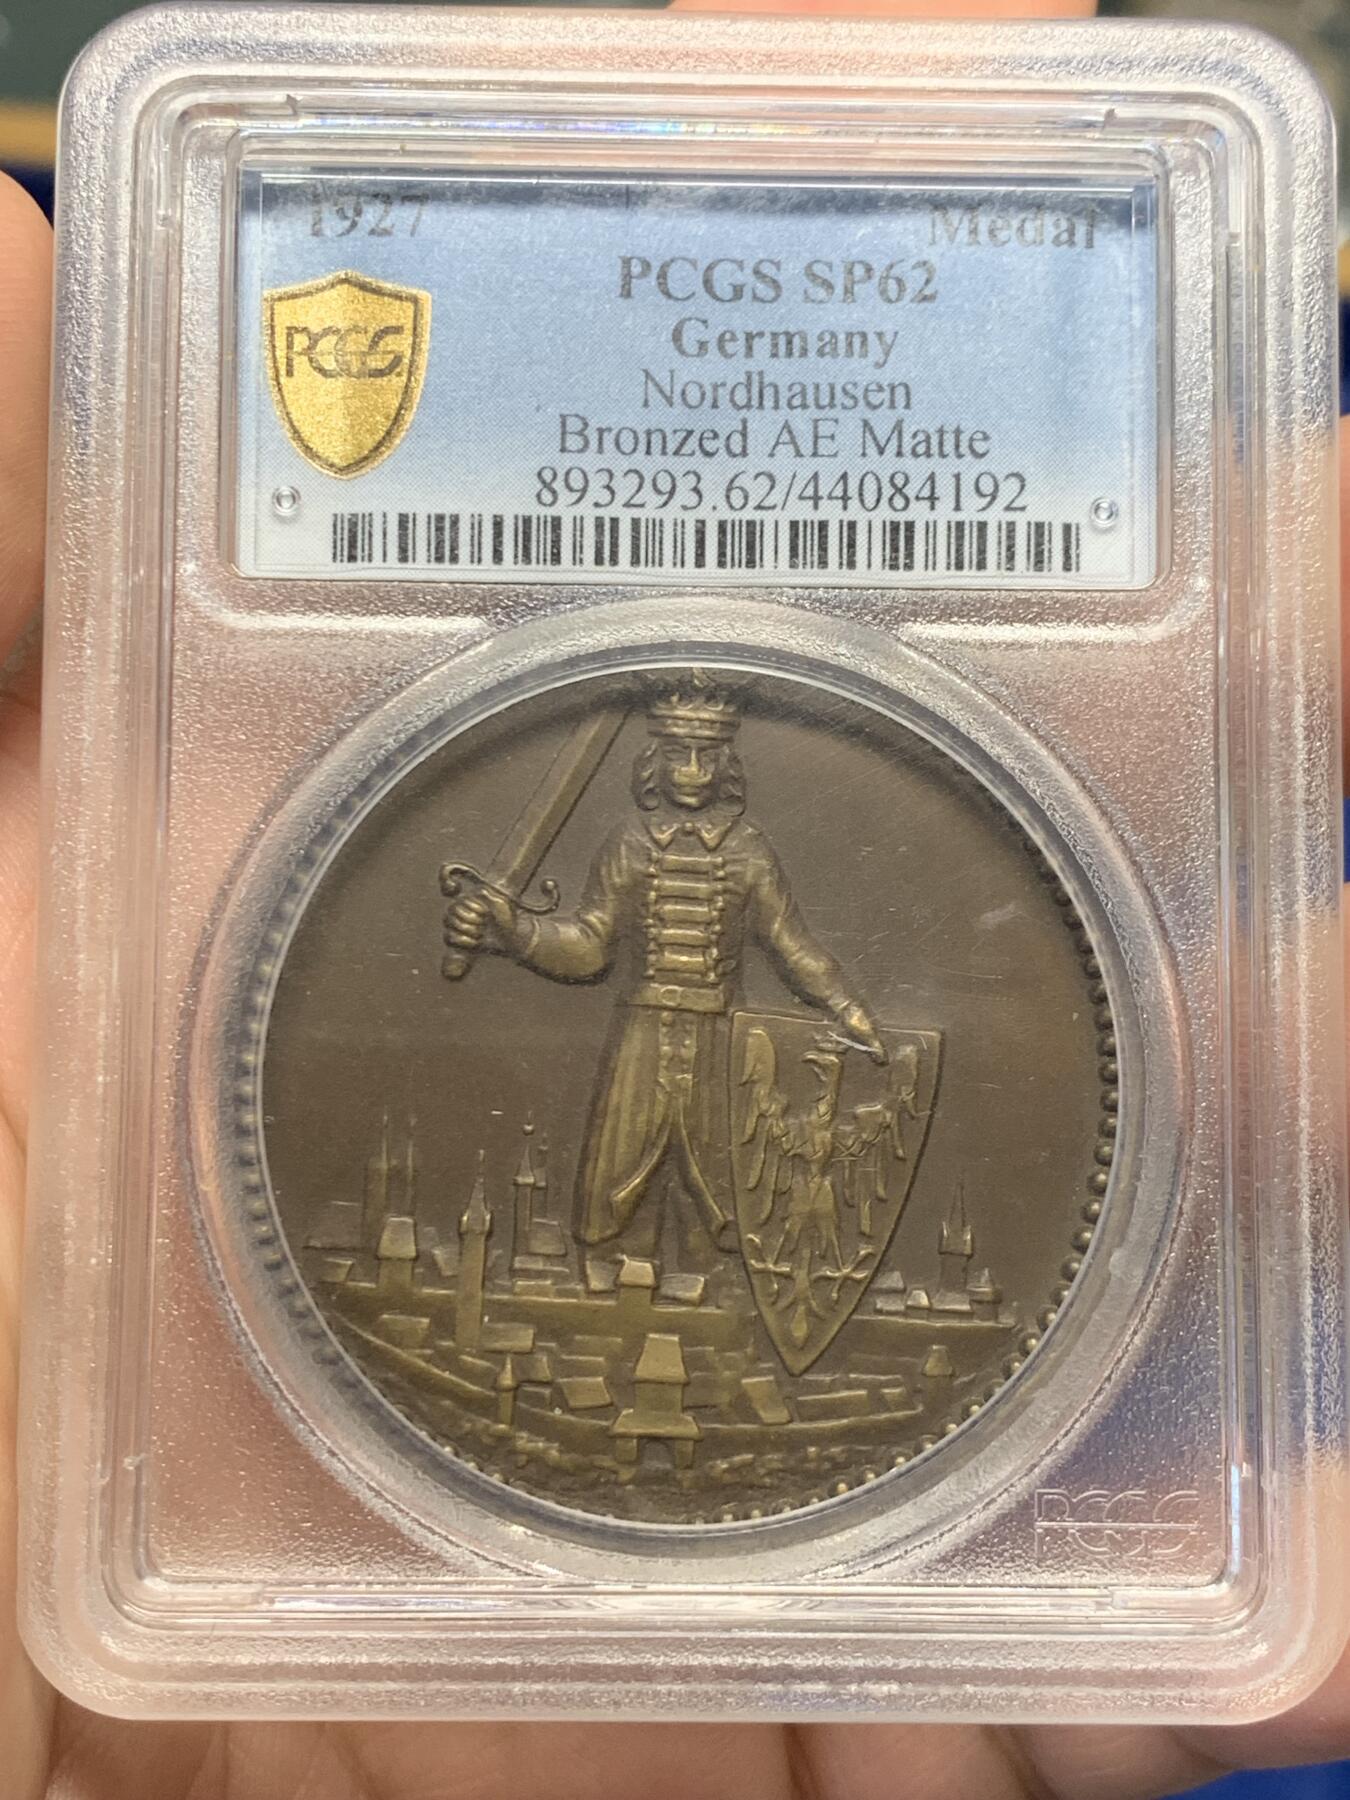 1927 Medal
PCGS SP62
PCGS
Germany
Nordhausen
Bronzed AE Matte
893293.62/44084192
PCGS